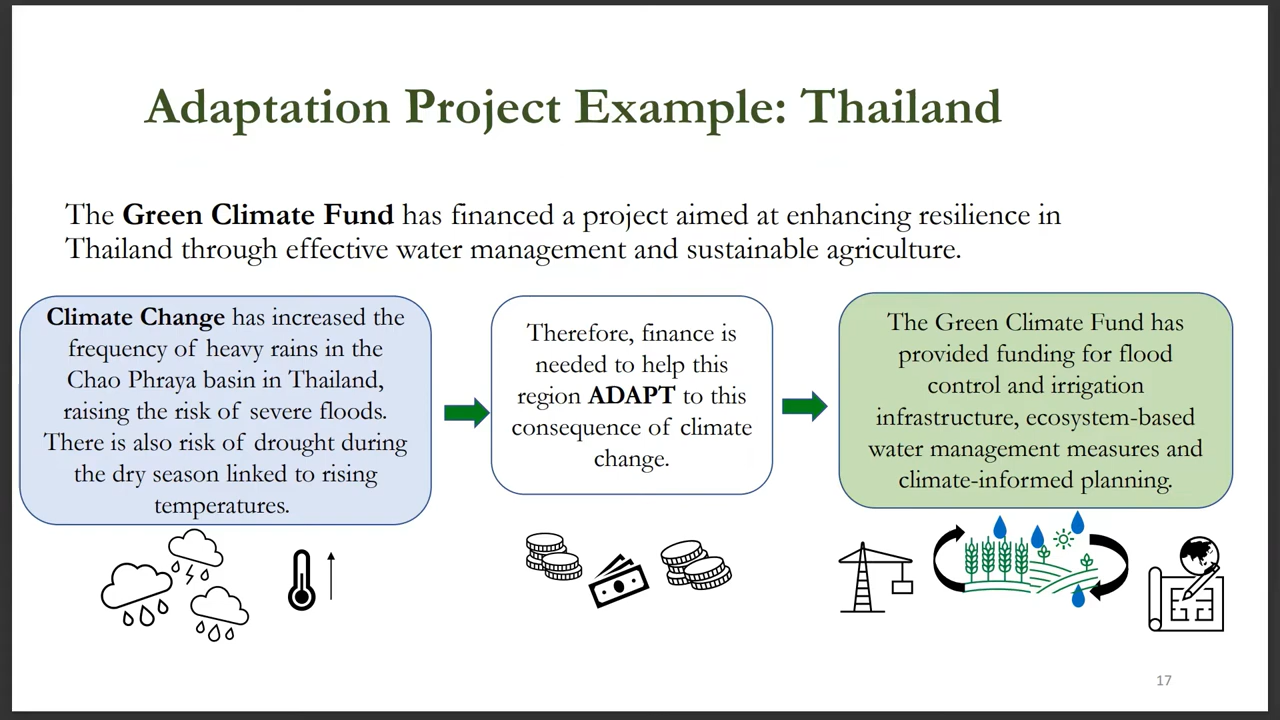 Adaptation Project Example: Thailand
The Green Climate Fund has financed a project aimed at enhancing resilience in
Thailand through effective water management and sustainable agriculture.
Climate Change has increased the
frequency of heavy rains in the
Chao Phraya basin in Thailand,
raising the risk of severe floods.
There is also risk of drought during
the dry season linked to rising
temperatures.
Therefore, finance is
needed to help this
region ADAPT to this
consequence of climate
change.
The Green Climate Fund has
provided funding for flood
control and irrigation
infrastructure, ecosystem-based
water management measures and
climate-informed planning.
17